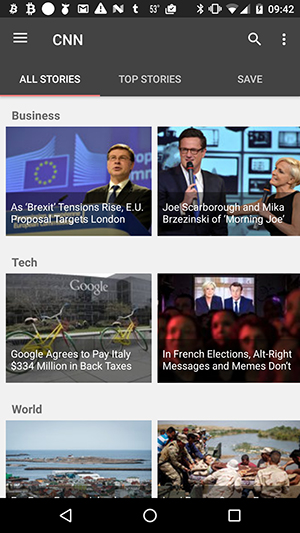 53° 09:42
CNN
ALL STORIES TOP STORIES SAVE
Business
As ‘Brexit’ Tensions Rise, E.U.
Proposal Targets London
Joe Scarborough and Mika
Brzezinski of ‘Morning Joe’
Tech
Google
Google Agrees to Pay Italy
$334 Million in Back Taxes
In French Elections, Alt-Right
Messages and Memes Don’t
World